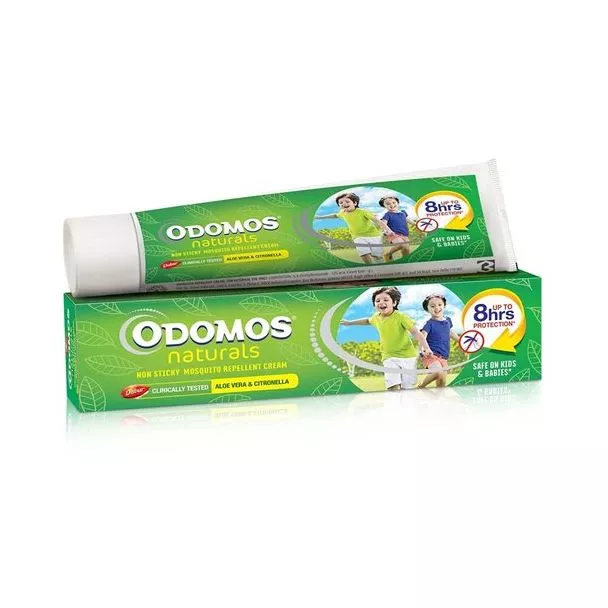 ODOMOS®
naturals
NON STICKY MOSQUITO REPELLENT CREAM
Dabur
CLINICALLY TESTED
ALOE VERA & CITRONELLA
UP TO
8hrs
PROTECTION*
SAFE ON KIDS
& BABIES*
ODOMOS®
naturals
NON STICKY MOSQUITO REPELLENT CREAM
Dabur
CLINICALLY TESTED
ALOE VERA & CITRONELLA
UP TO
8hrs
PROTECTION*
SAFE ON KIDS
& BABIES*